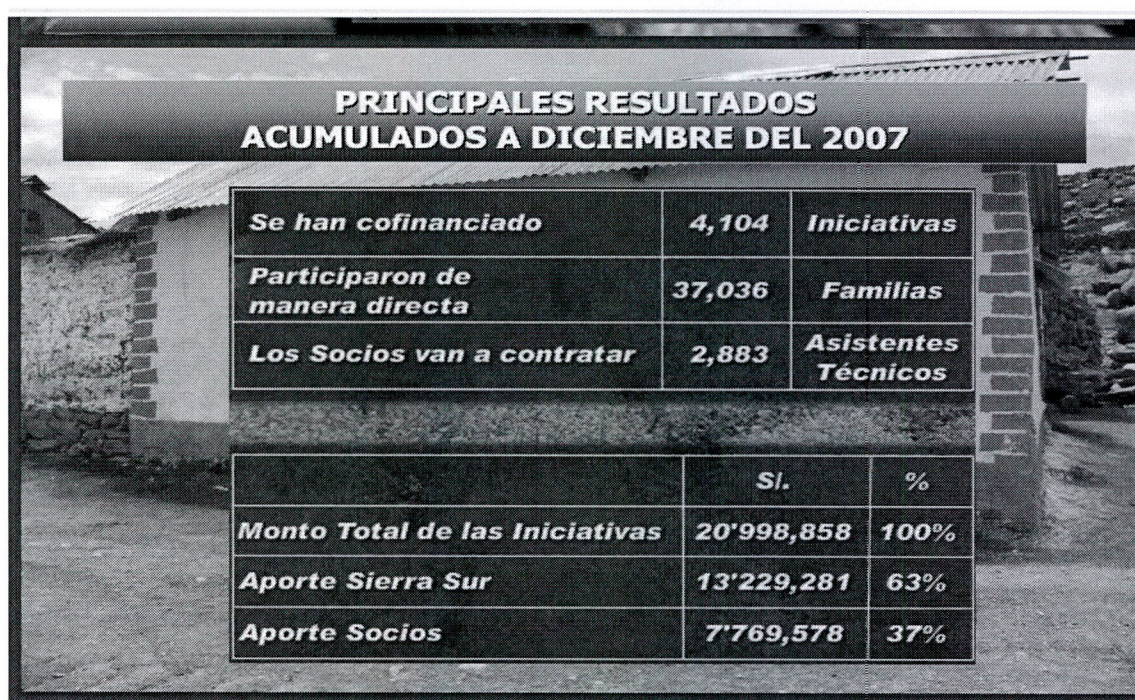 PRINCIPALES RESULTADOS
ACUMULADOS A DICIEMBRE DEL 2007
Se han cofinanciado 4,104 Iniciativas
Participaron de
manera directa 37,036 Familias
Los Socios van a contratar 2,883 Asistentes
Técnicos
S/. %
Monto Total de las Iniciativas 20'998,858 100%
Aporte Sierra Sur 13'229,281 63%
Aporte Socios 7'769,578 37%